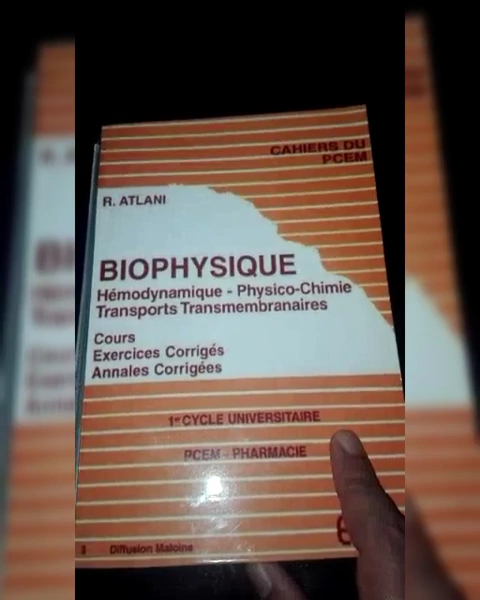 CAHIERS DU
PCEM
R. ATLANI
BIOPHYSIQUE
Hémodynamique - Physico-Chimie
Transports Transmembranaires
Cours
Exercices Corrigés
Annales Corrigées
1er CYCLE UNIVERSITAIRE
PCEM - PHARMACIE
6
Diffusion Maloine